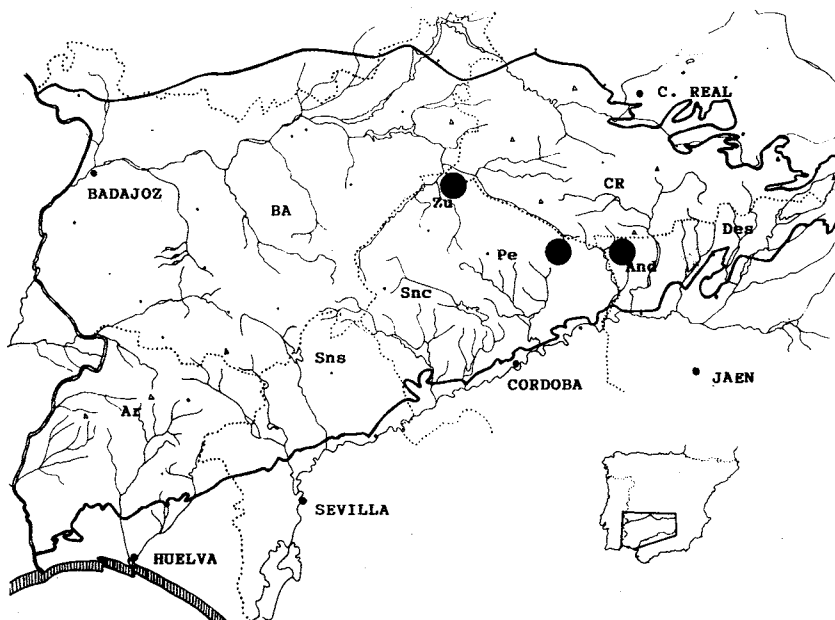 C. REAL
BADAJOZ
BA
Zu
CR
Des
Pe
And
Snc
Sns
CORDOBA
JAEN
Ar
SEVILLA
HUELVA